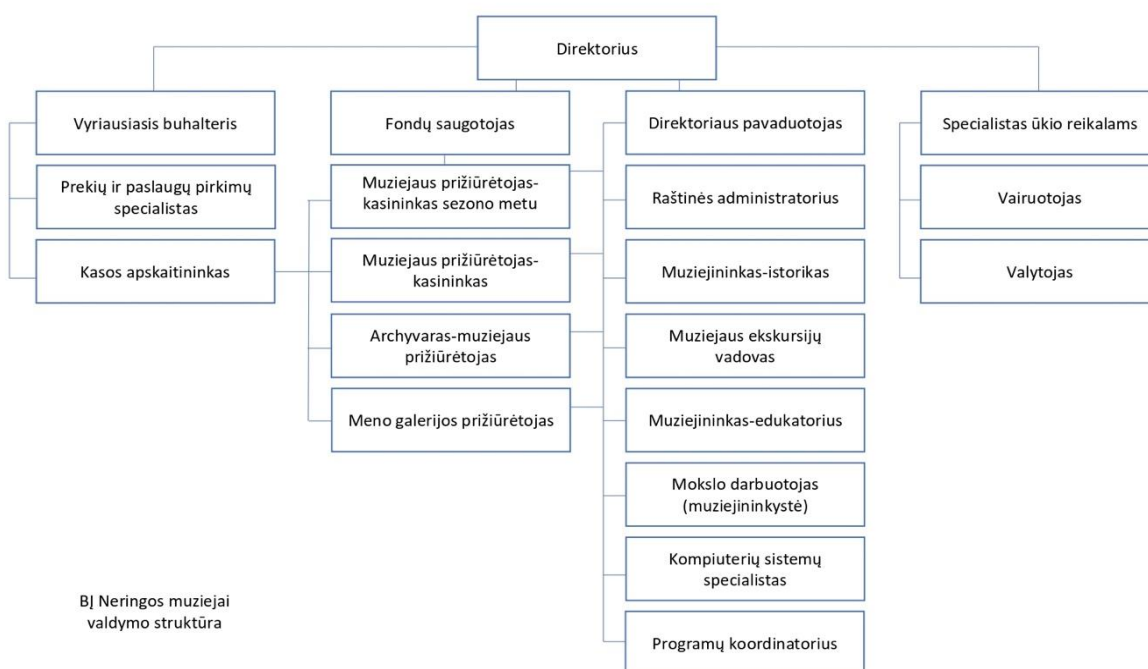 Direktorius
Vyriausiasis buhalteris
Fondų saugotojas
Direktoriaus pavaduotojas
Specialistas ūkio reikalams
Prekių ir paslaugų pirkimų
specialistas
Muziejaus prižiūrėtojas-
kasininkas sezono metu
Raštinės administratorius
Vairuotojas
Kasos apskaitininkas
Muziejaus prižiūrėtojas-
kasininkas
Muziejininkas-istorikas
Valytojas
Archyvaras-muziejaus
prižiūrėtojas
Muziejaus ekskursijų
vadovas
Meno galerijos prižiūrėtojas
Muziejininkas-edukatorius
Mokslo darbuotojas
(muziejininkystė)
Kompiuterių sistemų
specialistas
Programų koordinatorius
BĮ Neringos muziejai
valdymo struktūra